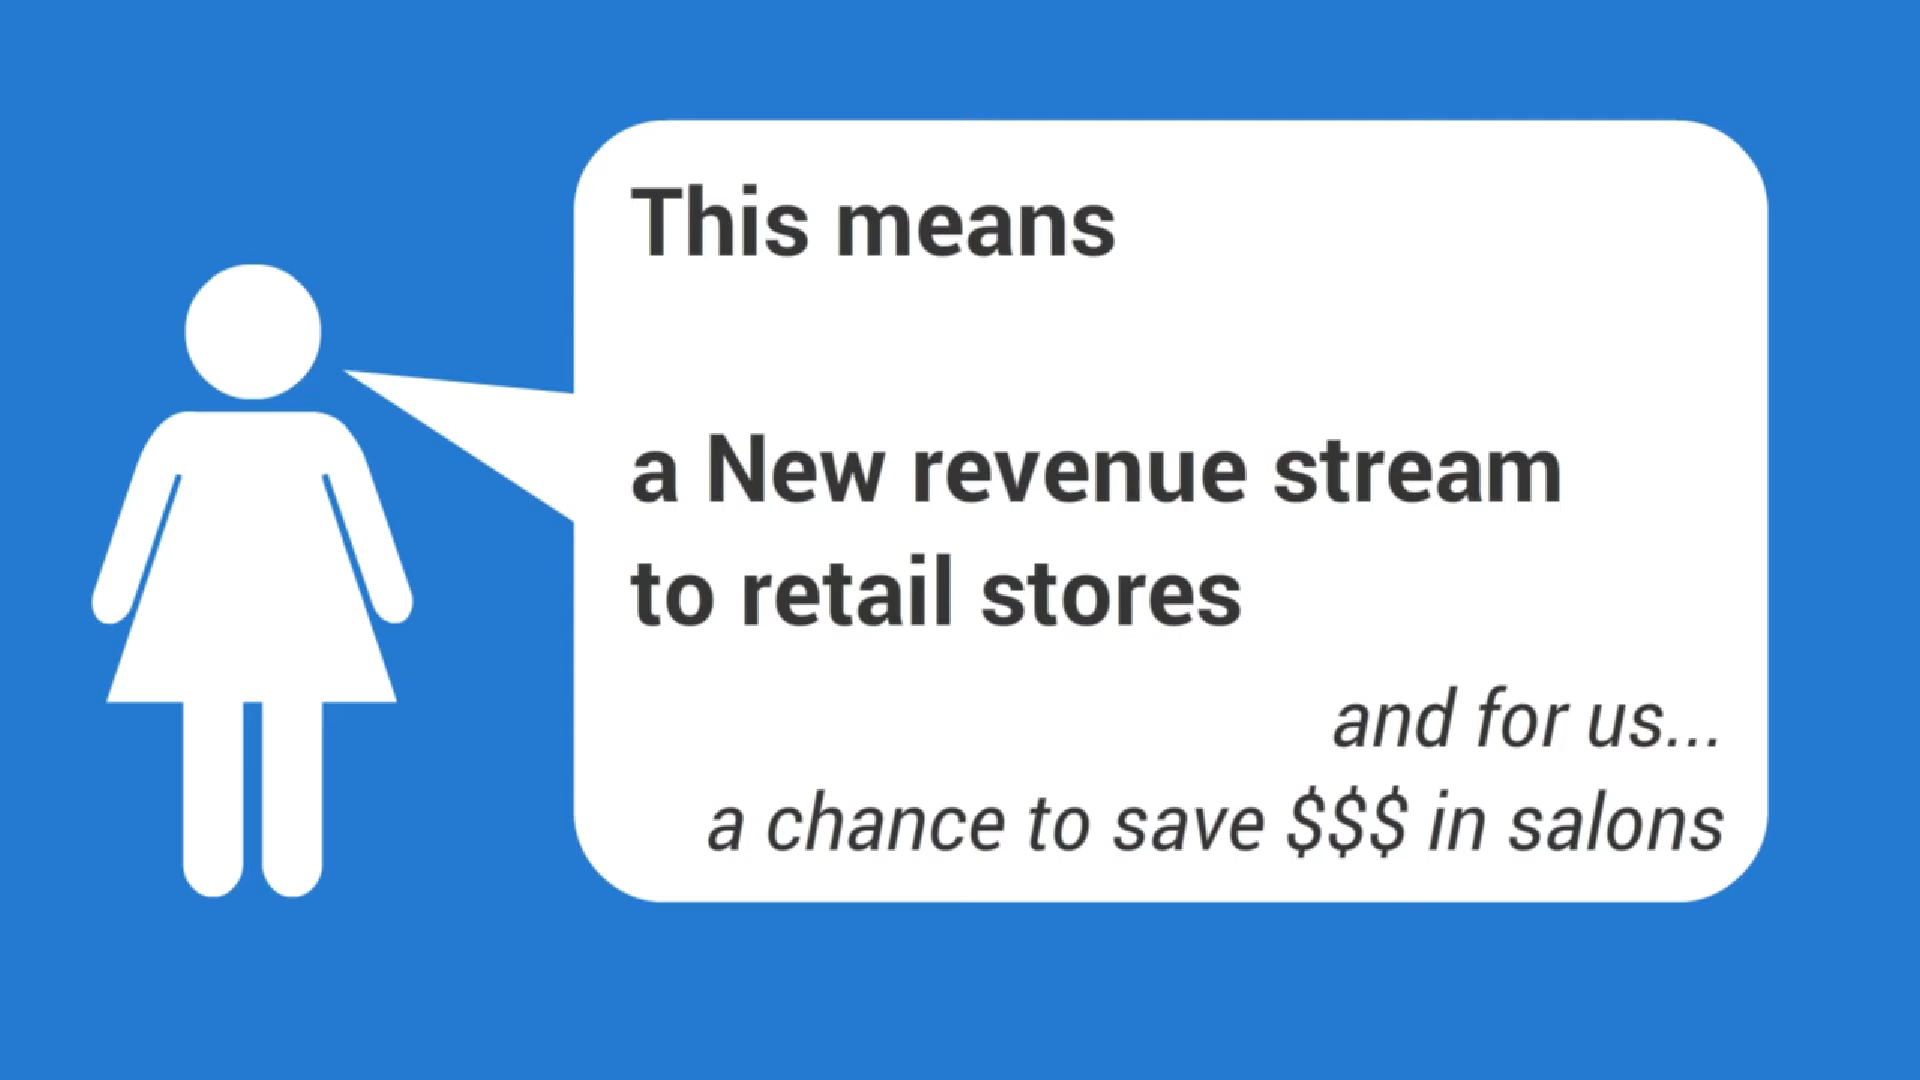 This means
a New revenue stream
to retail stores
and for us...
a chance to save $$$ in salons